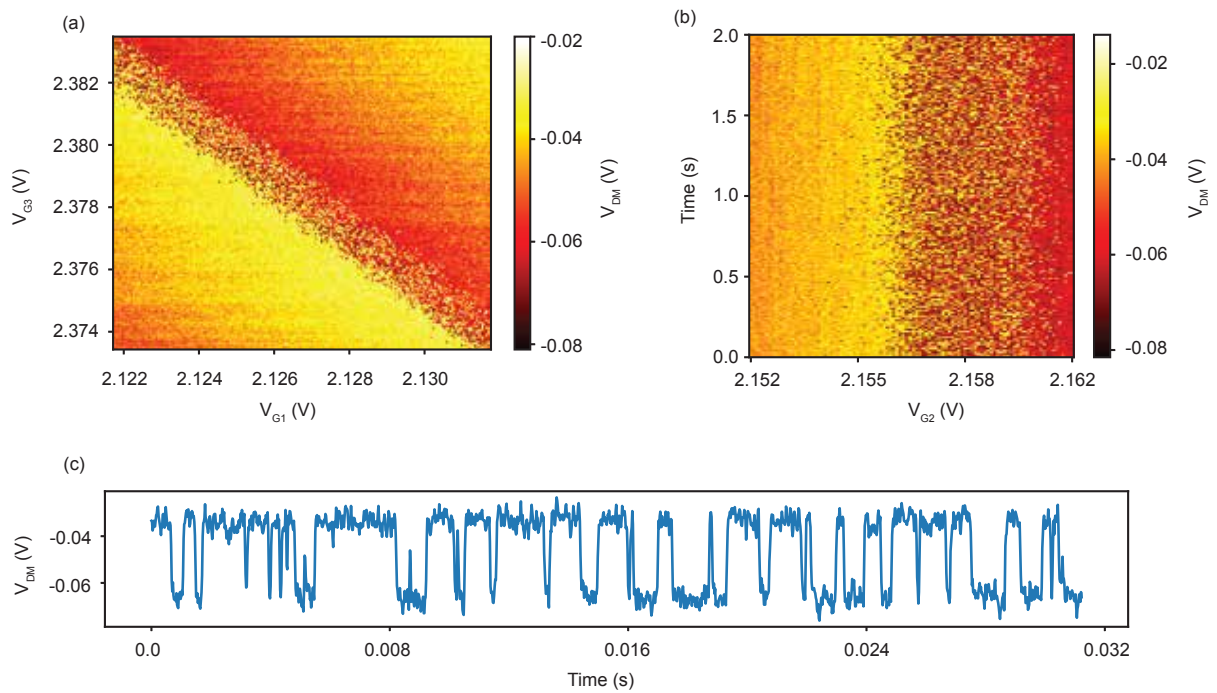 (a)
V_G3 (V)
2.382
2.380
2.378
2.376
2.374
2.122 2.124 2.126 2.128 2.130
V_G1 (V)
-0.02
-0.04
-0.06
-0.08
V_DM (V)
(b)
Time (s)
2.0
1.5
1.0
0.5
0.0
2.152 2.155 2.158 2.162
V_G2 (V)
-0.02
-0.04
-0.06
-0.08
V_DM (V)
(c)
V_DM (V)
-0.04
-0.06
0.0 0.008 0.016 0.024 0.032
Time (s)